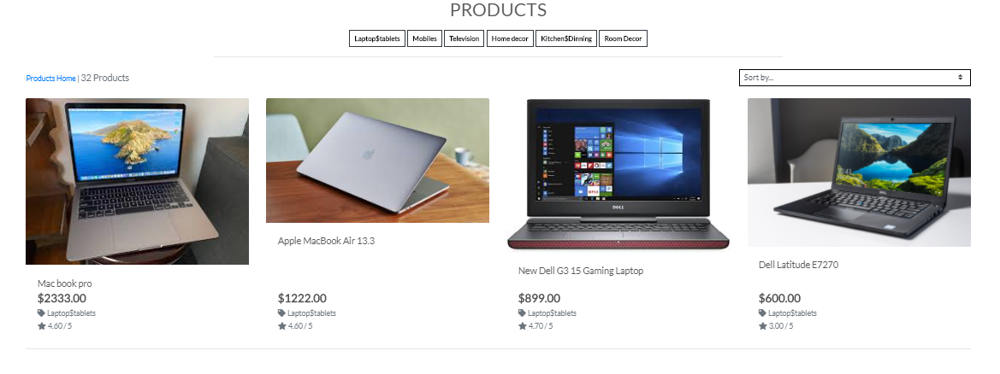 PRODUCTS
Laptop$tablets Mobiles Television Home decor Kitchen$Dinning Room Decor
Products Home | 32 Products
Sort by...
DELL
Mac book pro
$2333.00
Laptop$tablets
4.60 / 5
Apple MacBook Air 13.3
$1222.00
Laptop$tablets
4.60 / 5
New Dell G3 15 Gaming Laptop
$899.00
Laptop$tablets
4.70 / 5
Dell Latitude E7270
$600.00
Laptop$tablets
3.00 / 5